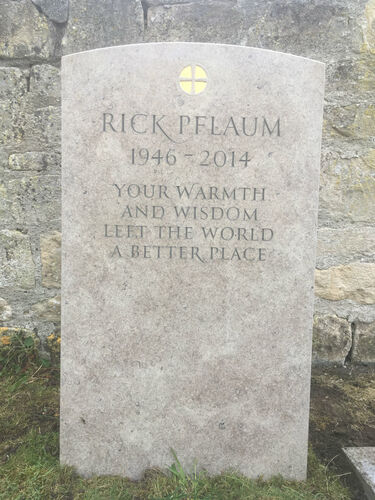 RICK PFLAUM
1946 - 2014
YOUR WARMTH
AND WISDOM
LEFT THE WORLD
A BETTER PLACE